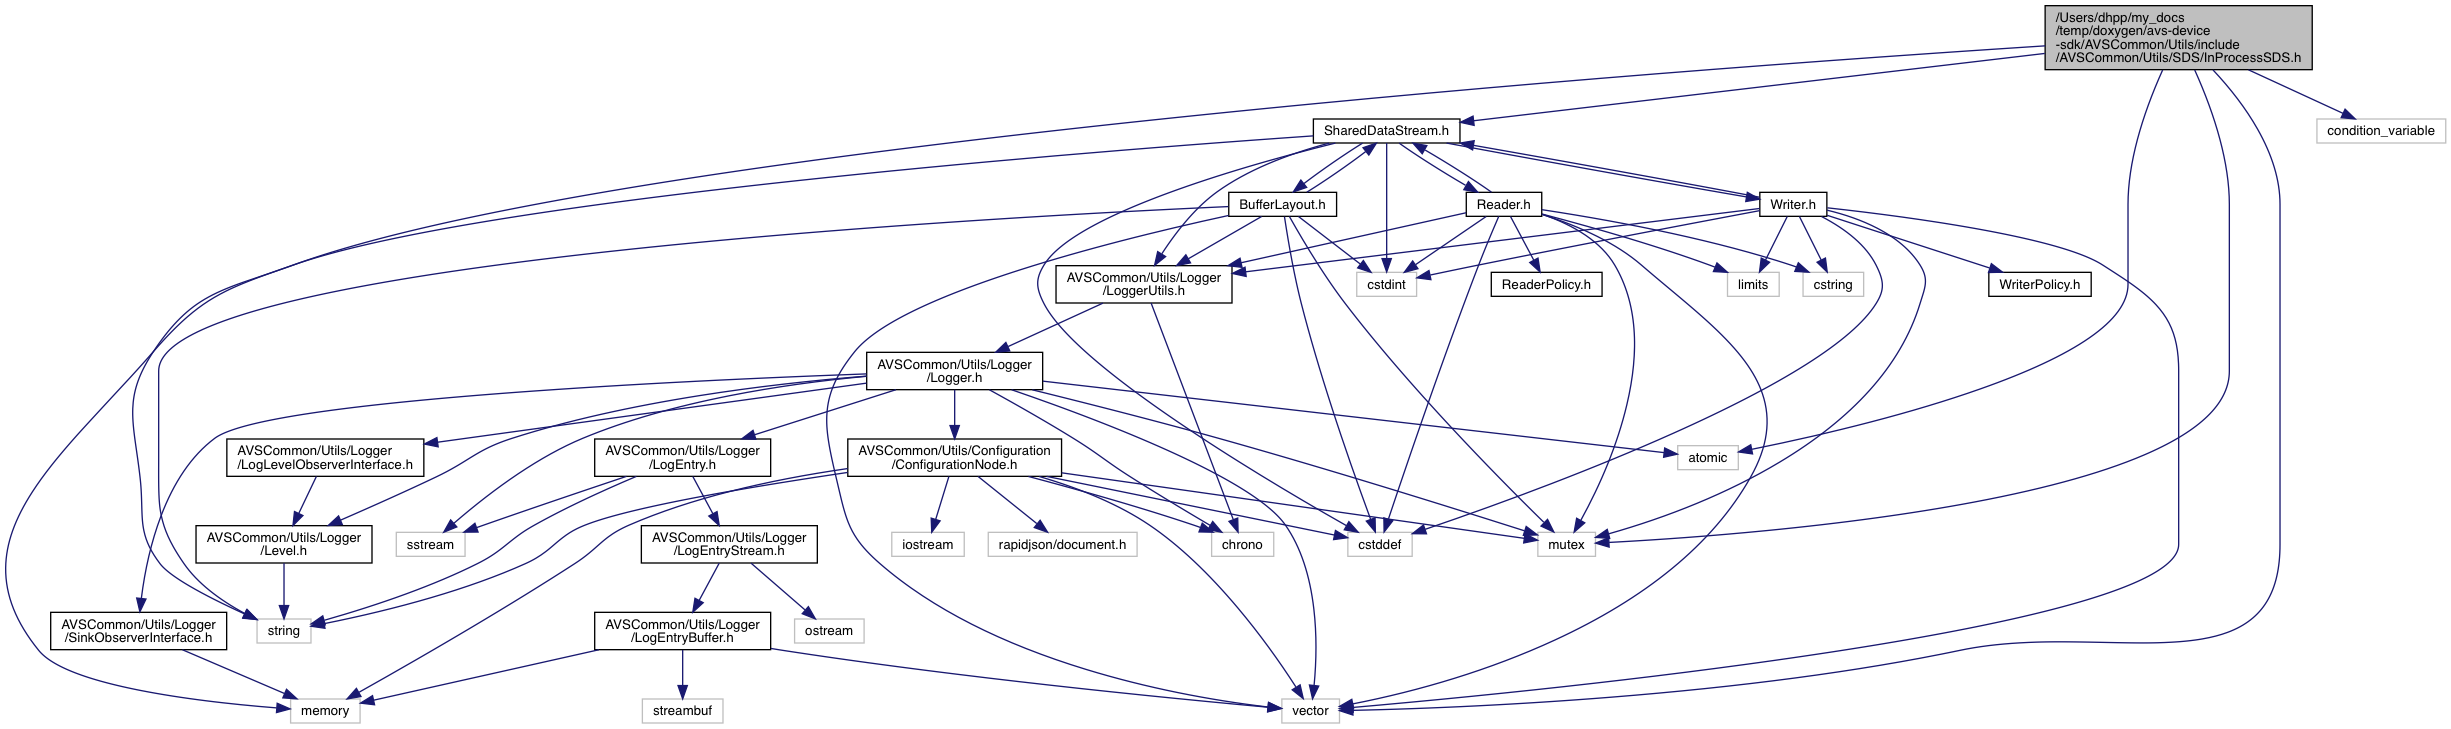 /Users/dhpp/my_docs
/temp/doxygen/avs-device
-sdk/AVSCommon/Utils/include
/AVSCommon/Utils/SDS/InProcessSDS.h
SharedDataStream.h
condition_variable
BufferLayout.h
Reader.h
Writer.h
AVSCommon/Utils/Logger
/LoggerUtils.h
cstdint
ReaderPolicy.h
limits
cstring
WriterPolicy.h
AVSCommon/Utils/Logger
/Logger.h
AVSCommon/Utils/Logger
/LogLevelObserverInterface.h
AVSCommon/Utils/Logger
/LogEntry.h
AVSCommon/Utils/Configuration
/ConfigurationNode.h
atomic
AVSCommon/Utils/Logger
/Level.h
sstream
AVSCommon/Utils/Logger
/LogEntryStream.h
iostream
rapidjson/document.h
chrono
cstddef
mutex
AVSCommon/Utils/Logger
/SinkObserverInterface.h
string
AVSCommon/Utils/Logger
/LogEntryBuffer.h
ostream
memory
streambuf
vector